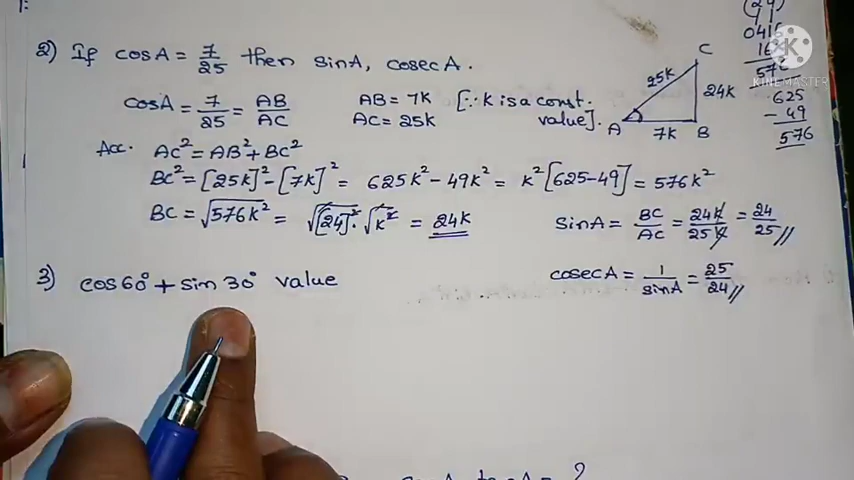 2) If cosA = 7/25 then sinA, cosecA.
cosA = 7/25 = AB/AC
AB = 7K [∵ K is a const. value].
AC = 25K
Acc. AC² = AB² + BC²
BC² = [25K]² - [7K]² = 625K² - 49K² = K²[625-49] = 576K²
BC = √576K² = √[24]² · √K² = 24K
sinA = BC/AC = 24K/25K = 24/25 //
cosecA = 1/sinA = 25/24 //
C
25K
24K
A 7K B
0416
576
625
- 49
576
KINEMASTER
3) cos60° + sin30° value